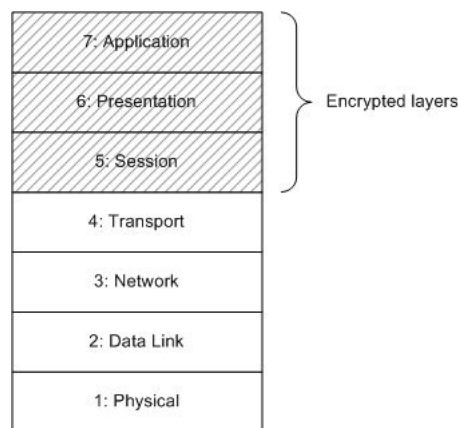 7: Application
6: Presentation
Encrypted layers
5: Session
4: Transport
3: Network
2: Data Link
1: Physical